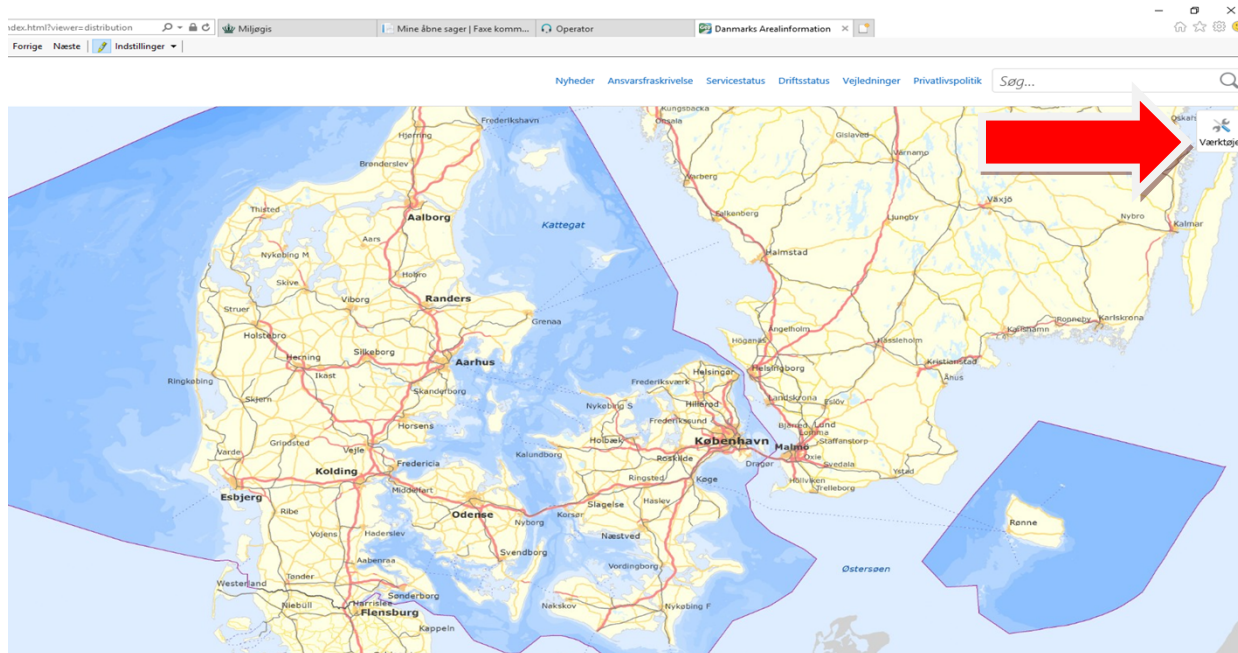 ndex.html?viewer=distribution
Miljøgis
Mine åbne sager | Faxe komm...
Operator
Danmarks Arealinformation
Forrige Næste Indstillinger
Nyheder Ansvarsfraskrivelse Servicestatus Driftsstatus Vejledninger Privatlivspolitik Søg...
Værktøje
Kungsbacka
Frederikshavn
Hjørring
Gislaved
Oskars
Brønderslev
Värnamo
Varberg
Thisted
Aalborg
Falkenberg
Ljungby
Växjö
Nybro
Kalmar
Kattegat
Aars
Nykøbing M
Halmstad
Hobro
Skive
Viborg
Randers
Struer
Grenaa
Ronneby
Karlskrona
Karlshamn
Holstebro
Ängelholm
Höganäs
Hässleholm
Silkeborg
Herning
Aarhus
Kristianstad
Ikast
Helsingør
Helsingborg
Ringkøbing
Frederiksværk
Åhus
Skjern
Skanderborg
Landskrona
Eslöv
Nykøbing S
Hillerød
Frederikssund
Horsens
Bjärred
Lund
Lomma
Staffanstorp
Grindsted
Holbæk
København
Malmö
Varde
Vejle
Kalundborg
Roskilde
Oxie
Svedala
Fredericia
Dragør
Ystad
Kolding
Ringsted
Køge
Höllviken
Trelleborg
Middelfart
Esbjerg
Slagelse
Haslev
Ribe
Odense
Korsør
Nyborg
Rønne
Vojens
Haderslev
Næstved
Svendborg
Aabenraa
Vordingborg
Østersøen
Westerland
Tønder
Sønderborg
Niebüll
Harrislee
Nakskov
Nykøbing F
Flensburg
Kappeln